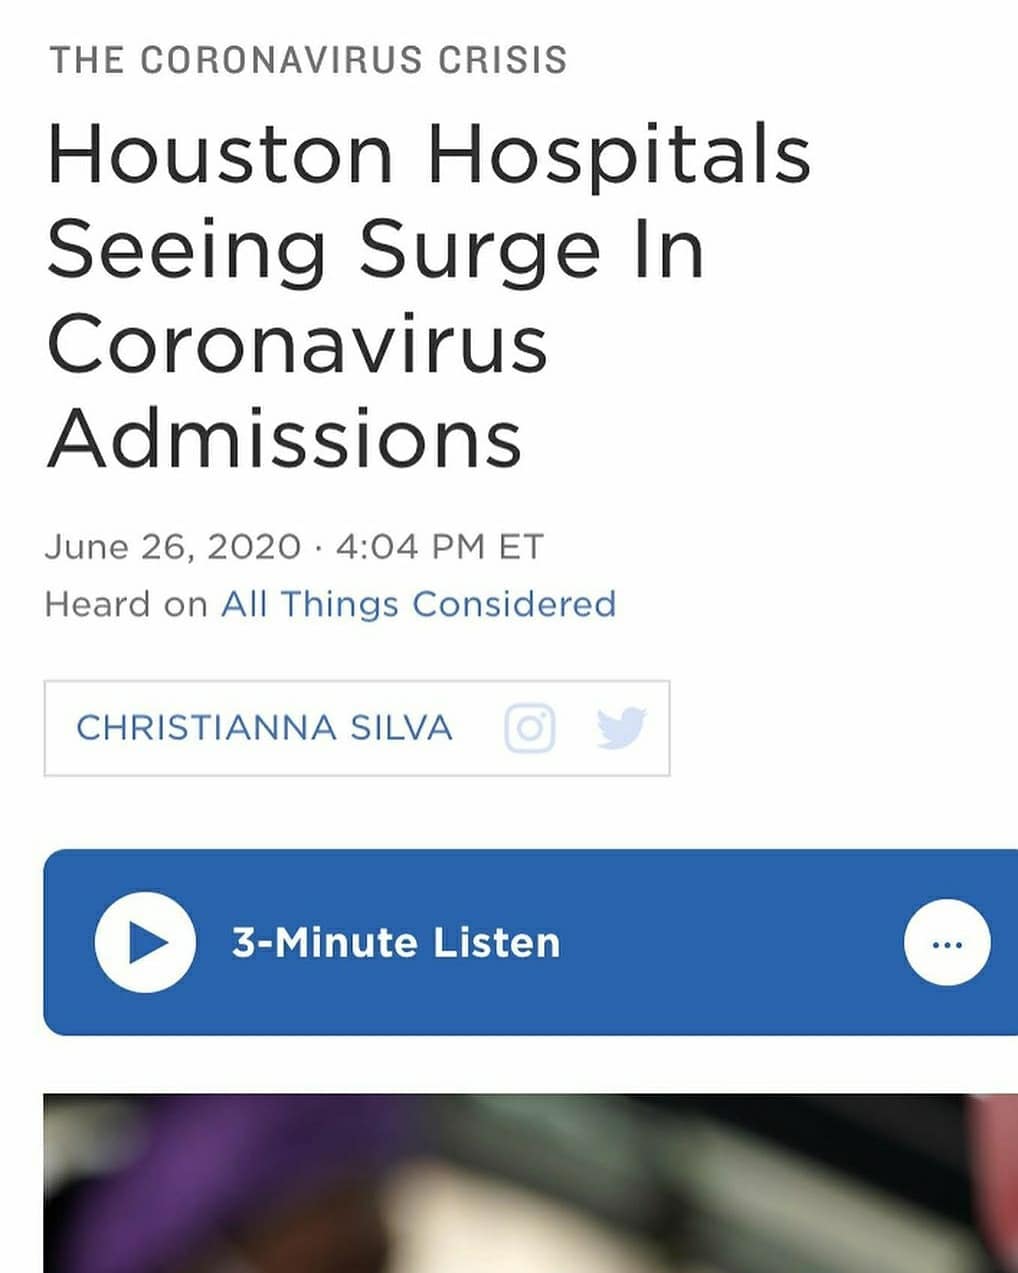 THE CORONAVIRUS CRISIS
Houston Hospitals
Seeing Surge In
Coronavirus
Admissions
June 26, 2020 · 4:04 PM ET
Heard on All Things Considered
CHRISTIANNA SILVA
3-Minute Listen